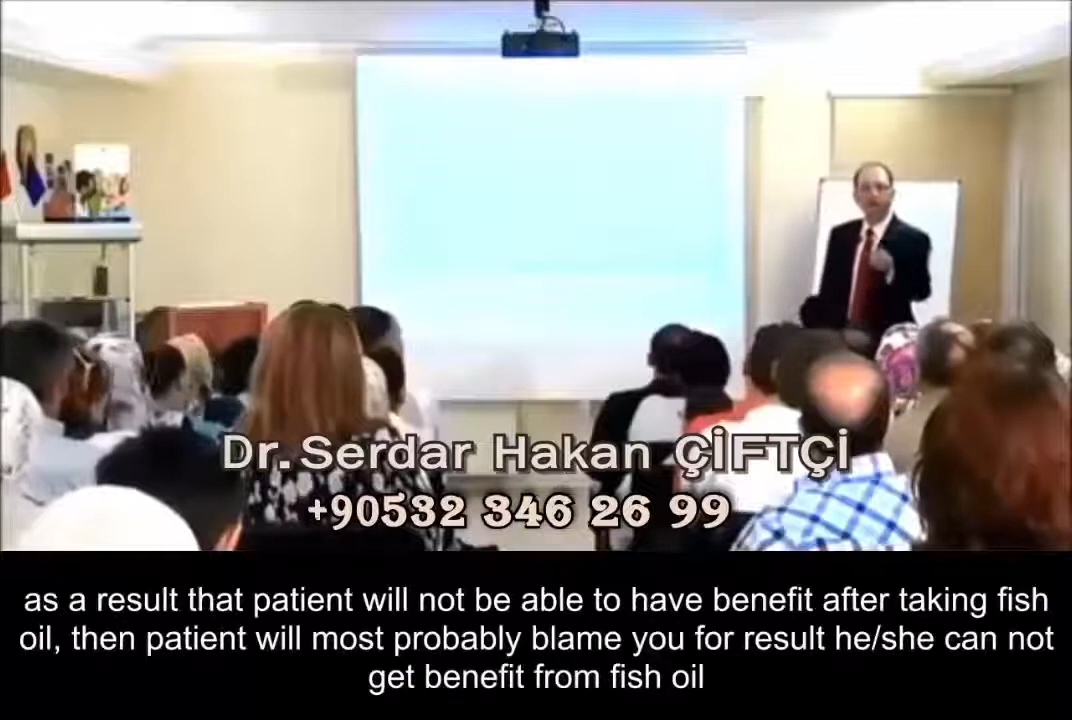 Dr. Serdar Hakan ÇİFTÇİ
+90532 346 26 99
as a result that patient will not be able to have benefit after taking fish
oil, then patient will most probably blame you for result he/she can not
get benefit from fish oil